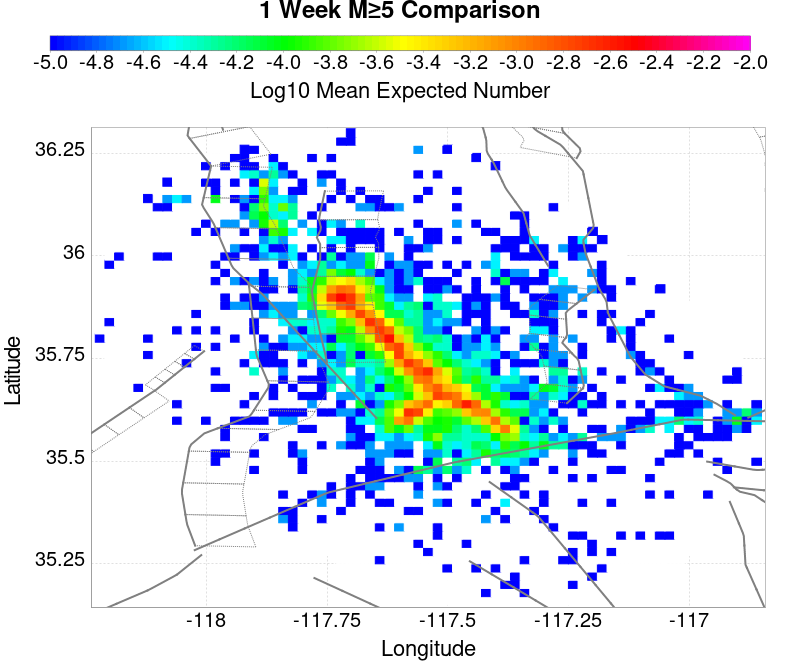 1 Week M≥5 Comparison
-5.0 -4.8 -4.6 -4.4 -4.2 -4.0 -3.8 -3.6 -3.4 -3.2 -3.0 -2.8 -2.6 -2.4 -2.2 -2.0
Log10 Mean Expected Number
36.25
36
35.75
35.5
35.25
Latitude
-118 -117.75 -117.5 -117.25 -117
Longitude